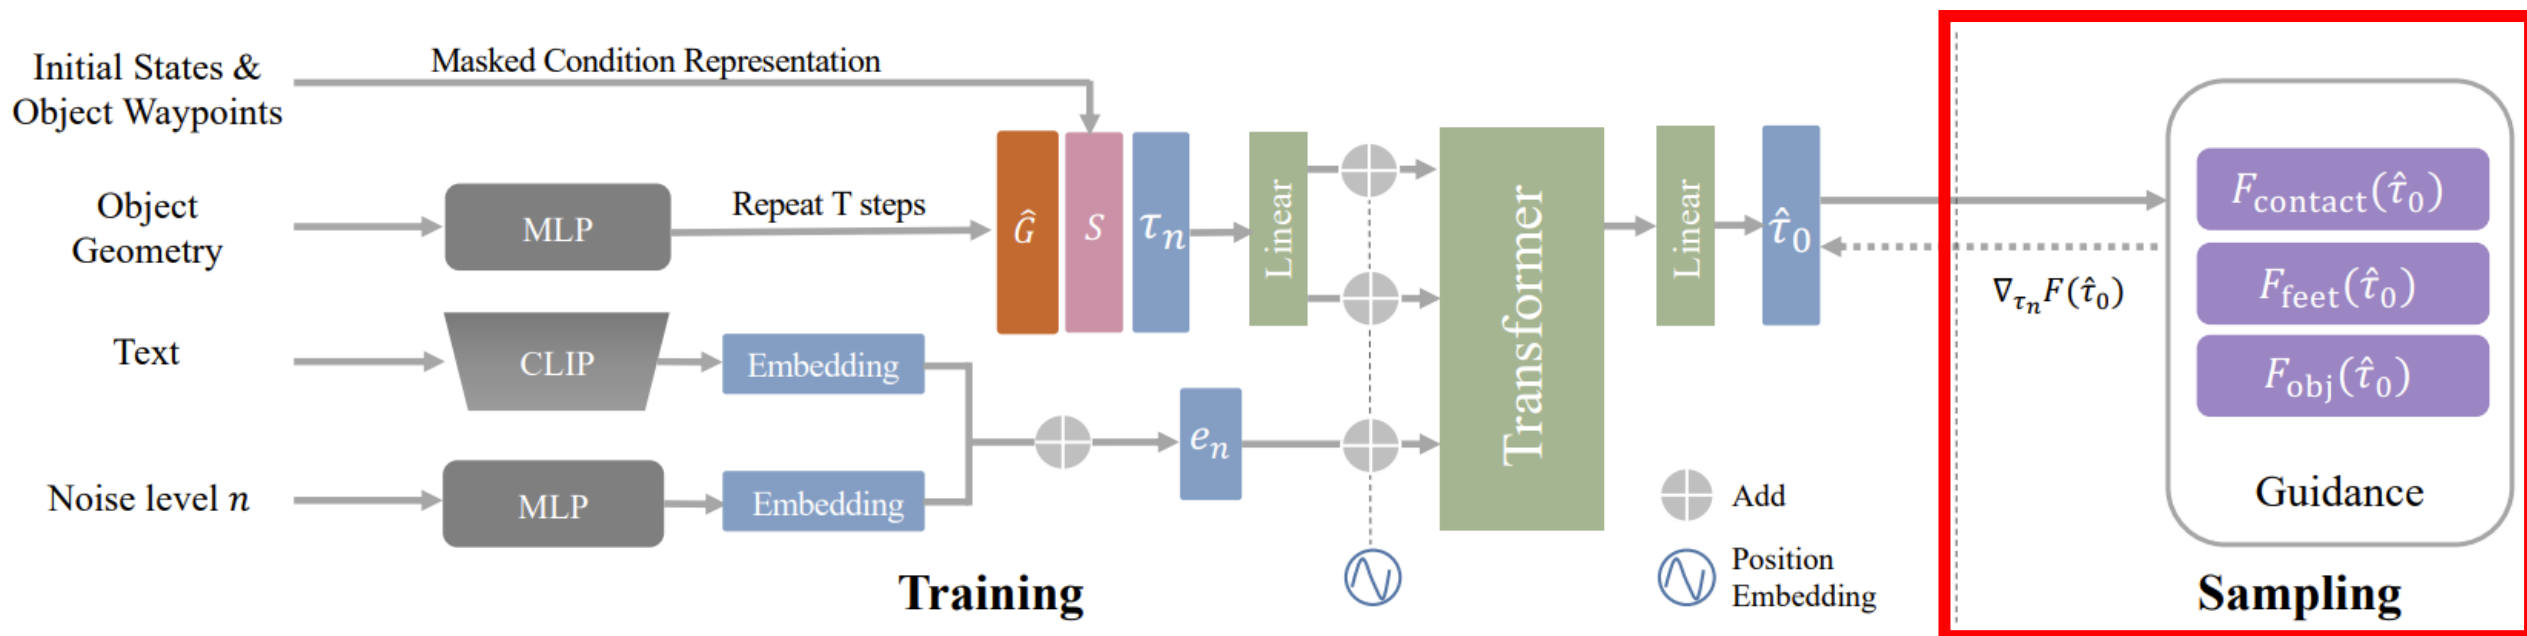 Initial States &
Object Waypoints
Masked Condition Representation
Object
Geometry
MLP
Repeat T steps
Ĝ
S
τₙ
Linear
Transformer
Linear
τ̂₀
Text
CLIP
Embedding
Noise level n
MLP
Embedding
eₙ
Add
Position
Embedding
Training
∇τₙF(τ̂₀)
Fcontact(τ̂₀)
Ffeet(τ̂₀)
Fobj(τ̂₀)
Guidance
Sampling